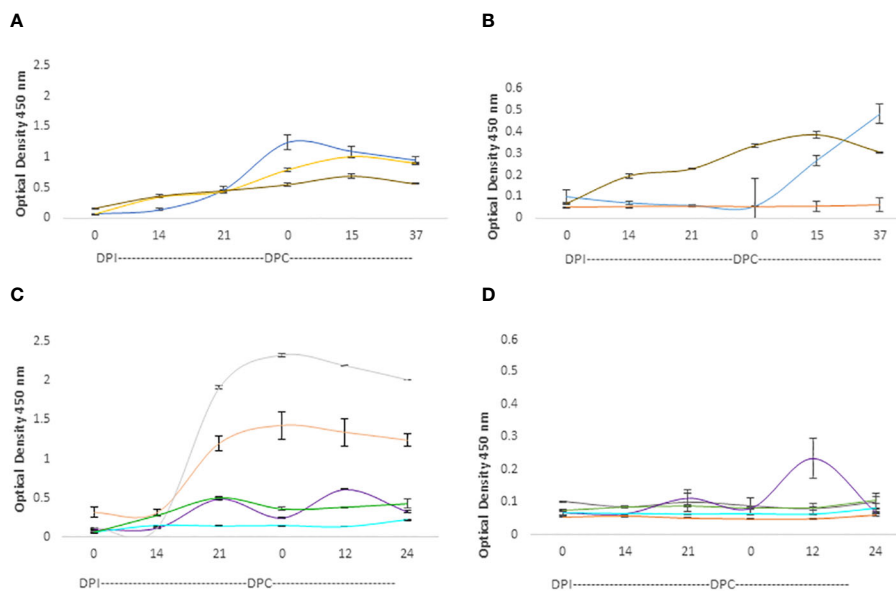 A
Optical Density 450 nm
2.5
2
1.5
1
0.5
0
0 14 21 0 15 37
DPI------------------------------------------DPC------------------------------------
B
Optical Density 450 nm
0.6
0.5
0.4
0.3
0.2
0.1
0
0 14 21 0 15 37
DPI------------------------------------DPC------------------------------
C
Optical Density 450 nm
2.5
2
1.5
1
0.5
0
0 14 21 0 12 24
DPI------------------------------------DPC------------------------------------
D
Optical Density 450 nm
0.6
0.5
0.4
0.3
0.2
0.1
0
0 14 21 0 12 24
DPI------------------------------------DPC------------------------------